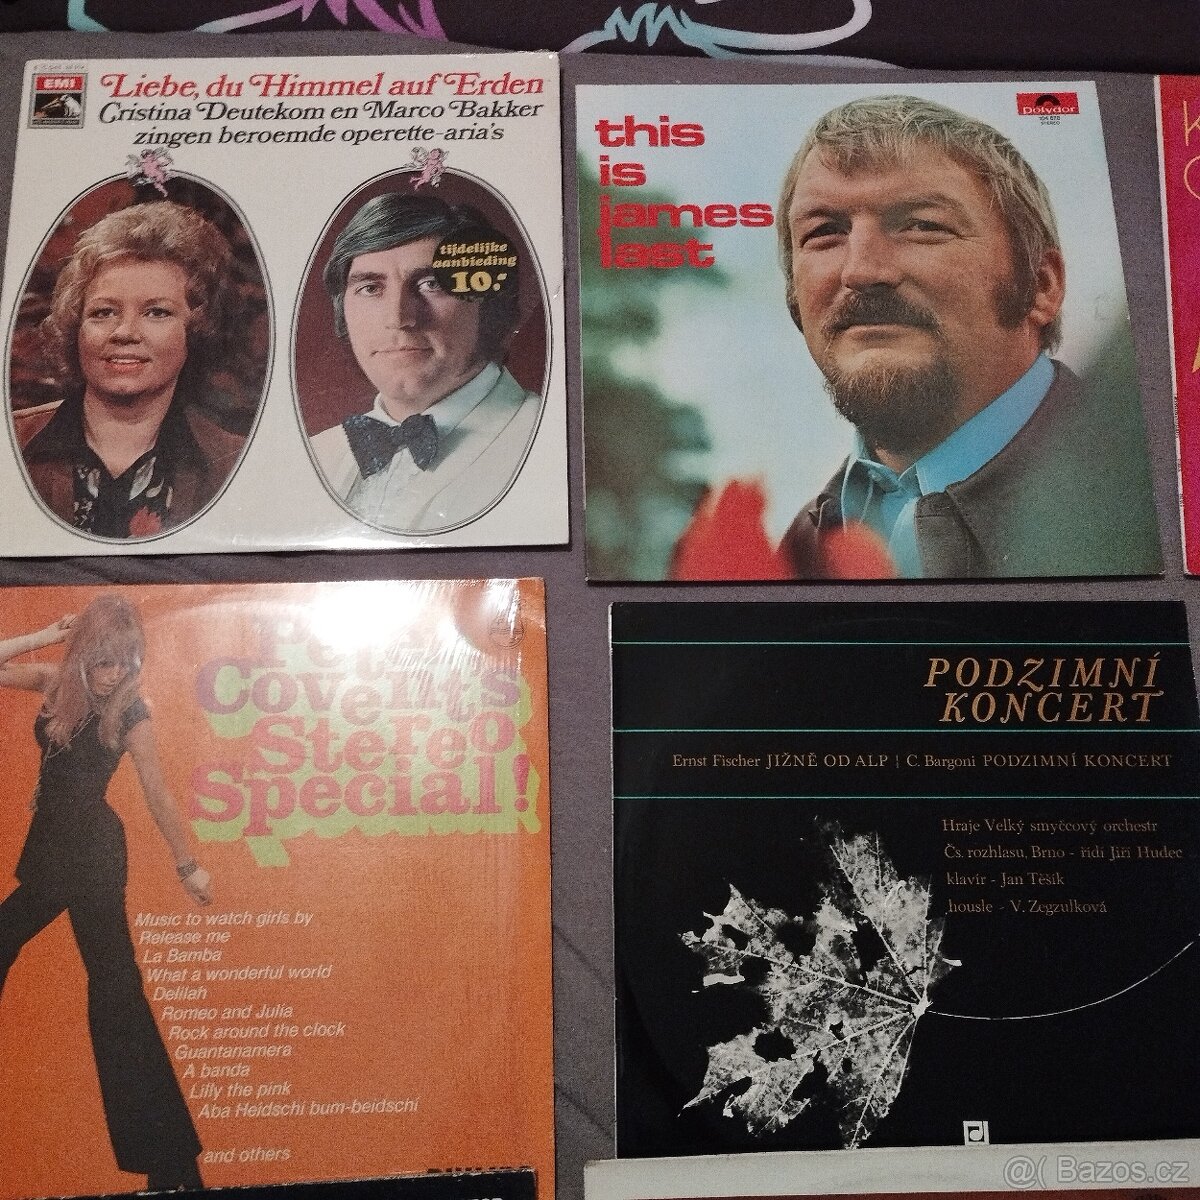 EMI
Liebe, du Himmel auf Erden
Cristina Deutekom en Marco Bakker
zingen beroemde operette-aria's
tijdelijke
aanbieding
10.-
this
is
james
last
Polydor
STEREO
Covents
Stereo
Special!
Music to watch girls by
Release me
La Bamba
What a wonderful world
Delilah
Romeo and Julia
Rock around the clock
Guantanamera
A banda
Lilly the pink
Aba Heidschi bum-beidschi
and others
PODZIMNÍ
KONCERT
Ernst Fischer JIŽNĚ OD ALP | C. Bargoni PODZIMNÍ KONCERT
Hraje Velký smyčcový orchestr
Čs. rozhlasu, Brno - řídí Jiří Hudec
klavír - Jan Těšík
housle - V. Zegzulková
@( Bazos.cz